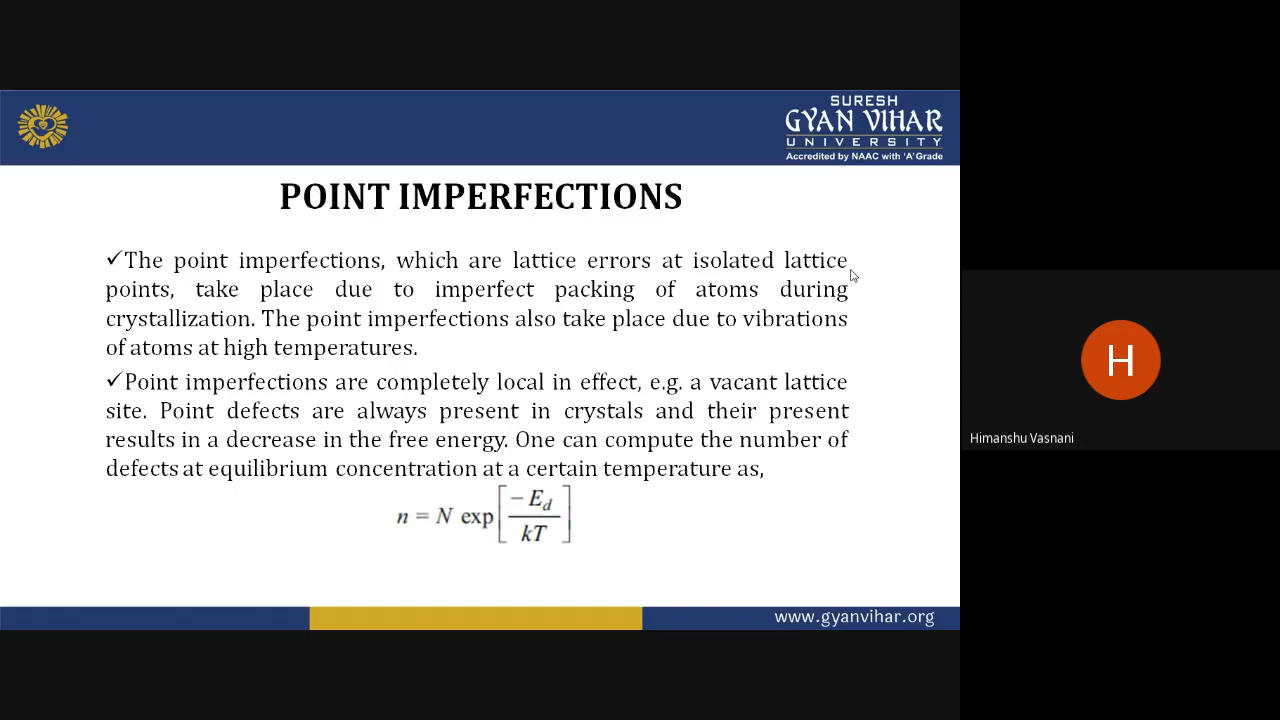 SURESH
GYAN VIHAR
UNIVERSITY
Accredited by NAAC with 'A' Grade
POINT IMPERFECTIONS
✓The point imperfections, which are lattice errors at isolated lattice
points, take place due to imperfect packing of atoms during
crystallization. The point imperfections also take place due to vibrations
of atoms at high temperatures.
✓Point imperfections are completely local in effect, e.g. a vacant lattice
site. Point defects are always present in crystals and their present
results in a decrease in the free energy. One can compute the number of
defects at equilibrium concentration at a certain temperature as,
n = N exp[−E_d / kT]
www.gyanvihar.org
H
Himanshu Vasnani